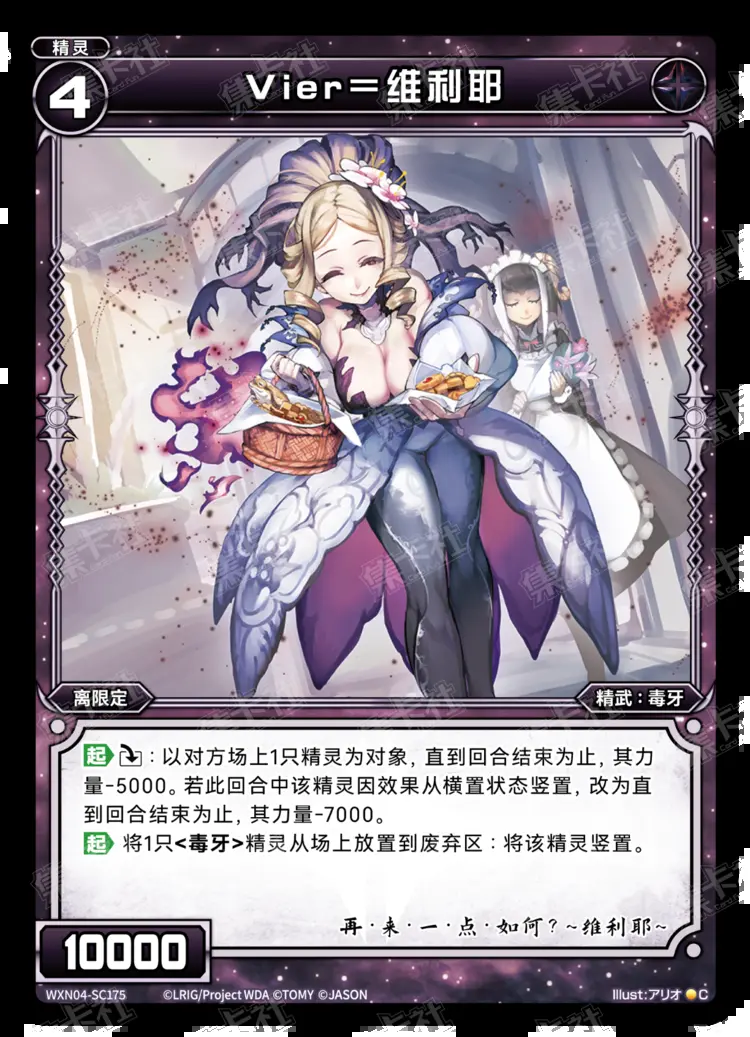 精灵
4
Vier＝维利耶
离限定
精武：毒牙
起 ：以对方场上1只精灵为对象，直到回合结束为止，其力
量-5000。若此回合中该精灵因效果从横置状态竖置，改为直
到回合结束为止，其力量-7000。
起 将1只<毒牙>精灵从场上放置到废弃区：将该精灵竖置。
再·来·一·点·如何？~维利耶~
10000
WXN04-SC175 ©LRIG/Project WDA ©TOMY ©JASON Illust:アリオ C
集卡社